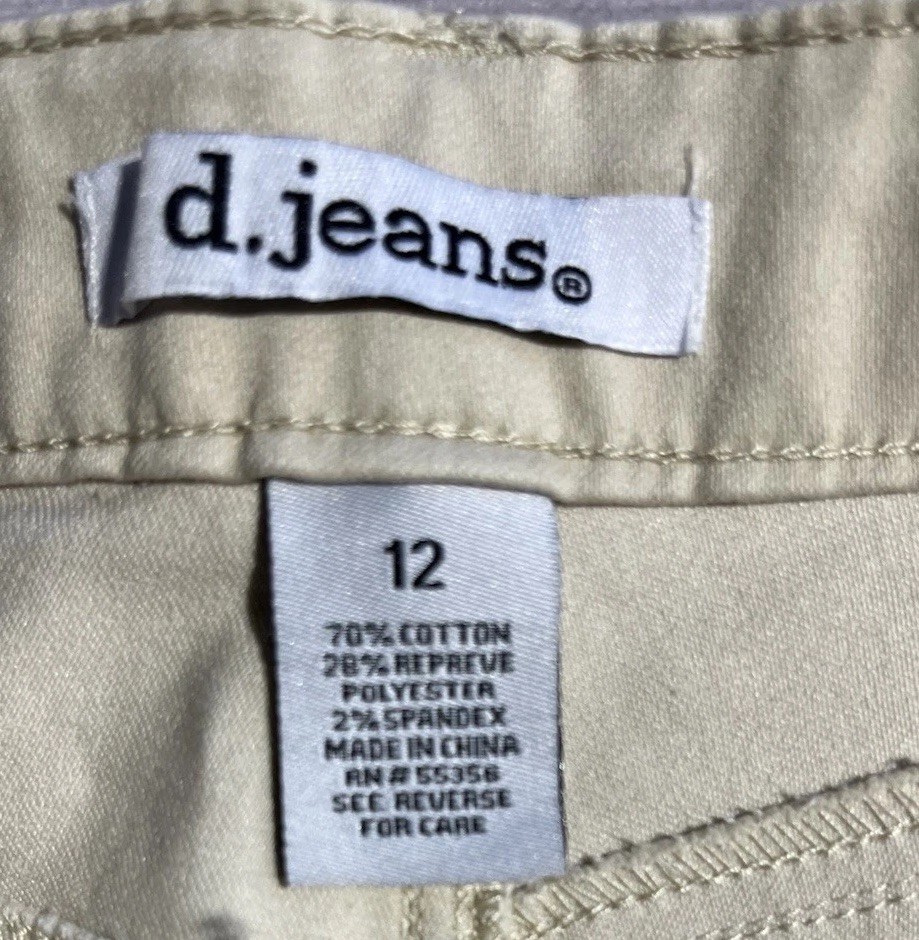 d.jeans®
12
70% COTTON
28% REPREVE
POLYESTER
2% SPANDEX
MADE IN CHINA
RN # 55356
SEE REVERSE
FOR CARE